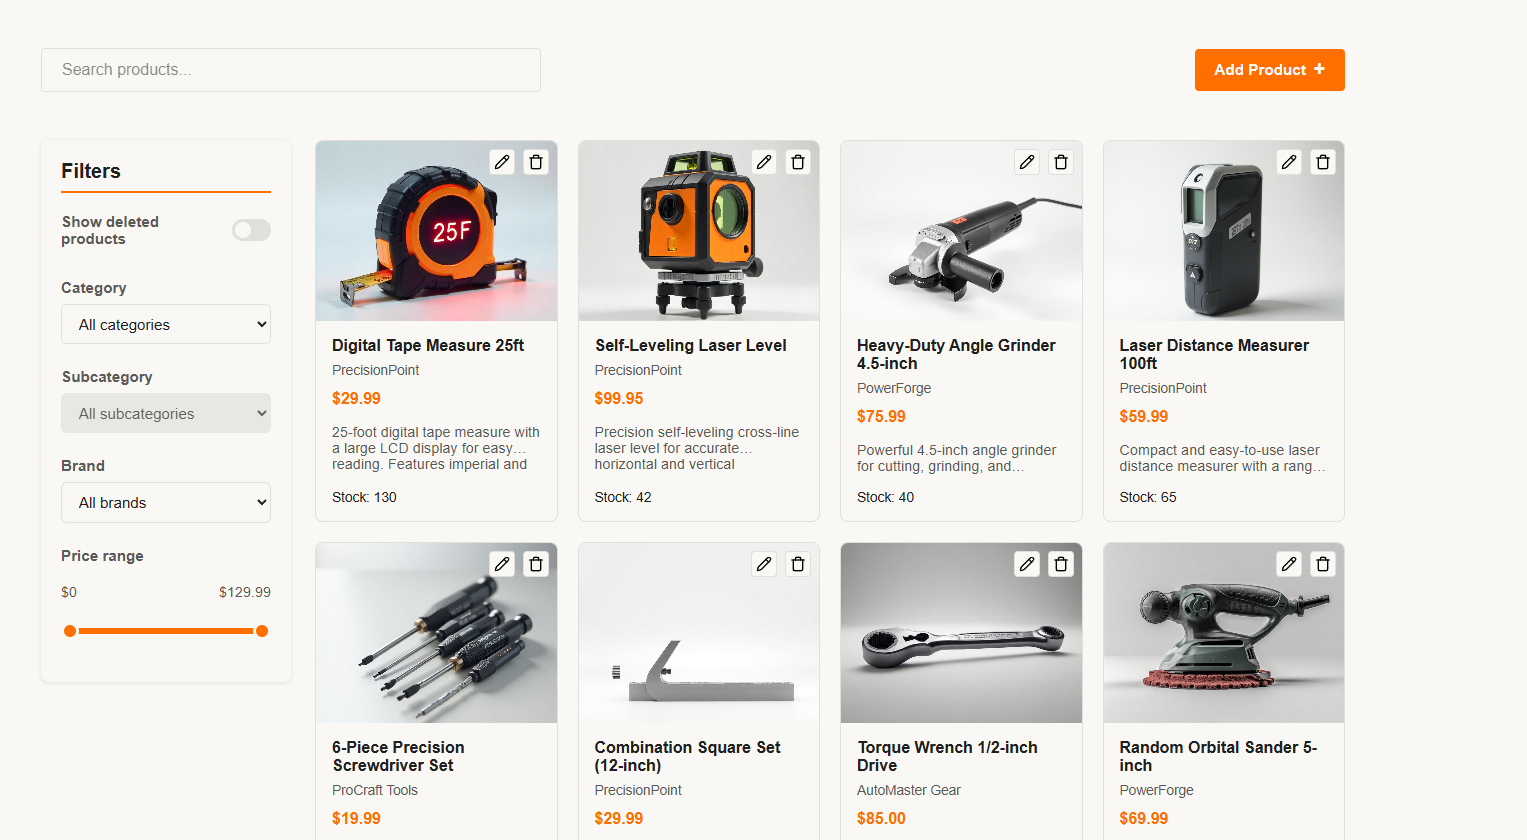 Search products...
Add Product +
Filters
Show deleted
products
Category
All categories
Subcategory
All subcategories
Brand
All brands
Price range
$0 $129.99
25F
Digital Tape Measure 25ft
PrecisionPoint
$29.99
25-foot digital tape measure with
a large LCD display for easy…
reading. Features imperial and
Stock: 130
Self-Leveling Laser Level
PrecisionPoint
$99.95
Precision self-leveling cross-line
laser level for accurate…
horizontal and vertical
Stock: 42
Heavy-Duty Angle Grinder
4.5-inch
PowerForge
$75.99
Powerful 4.5-inch angle grinder
for cutting, grinding, and…
Stock: 40
Laser Distance Measurer
100ft
PrecisionPoint
$59.99
Compact and easy-to-use laser
distance measurer with a rang…
Stock: 65
6-Piece Precision
Screwdriver Set
ProCraft Tools
$19.99
Combination Square Set
(12-inch)
PrecisionPoint
$29.99
Torque Wrench 1/2-inch
Drive
AutoMaster Gear
$85.00
Random Orbital Sander 5-
inch
PowerForge
$69.99